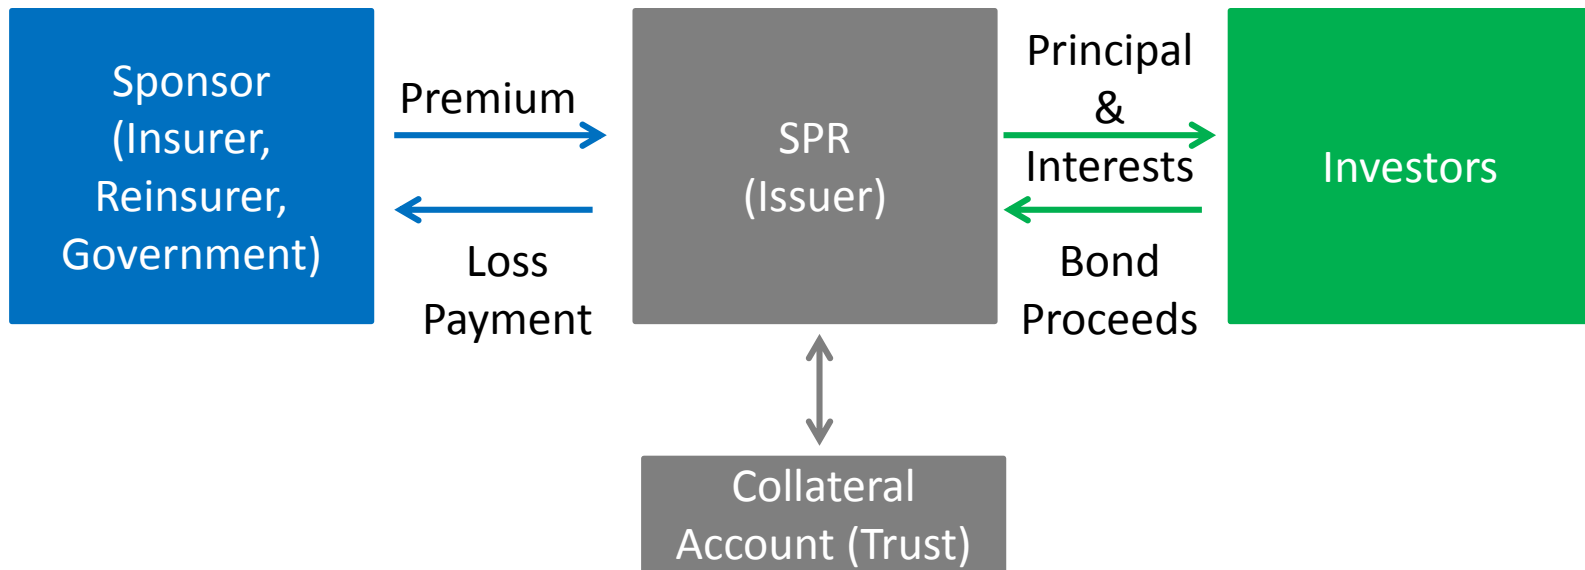 Sponsor
(Insurer,
Reinsurer,
Government)
Premium
Loss
Payment
SPR
(Issuer)
Principal
&
Interests
Bond
Proceeds
Investors
Collateral
Account (Trust)